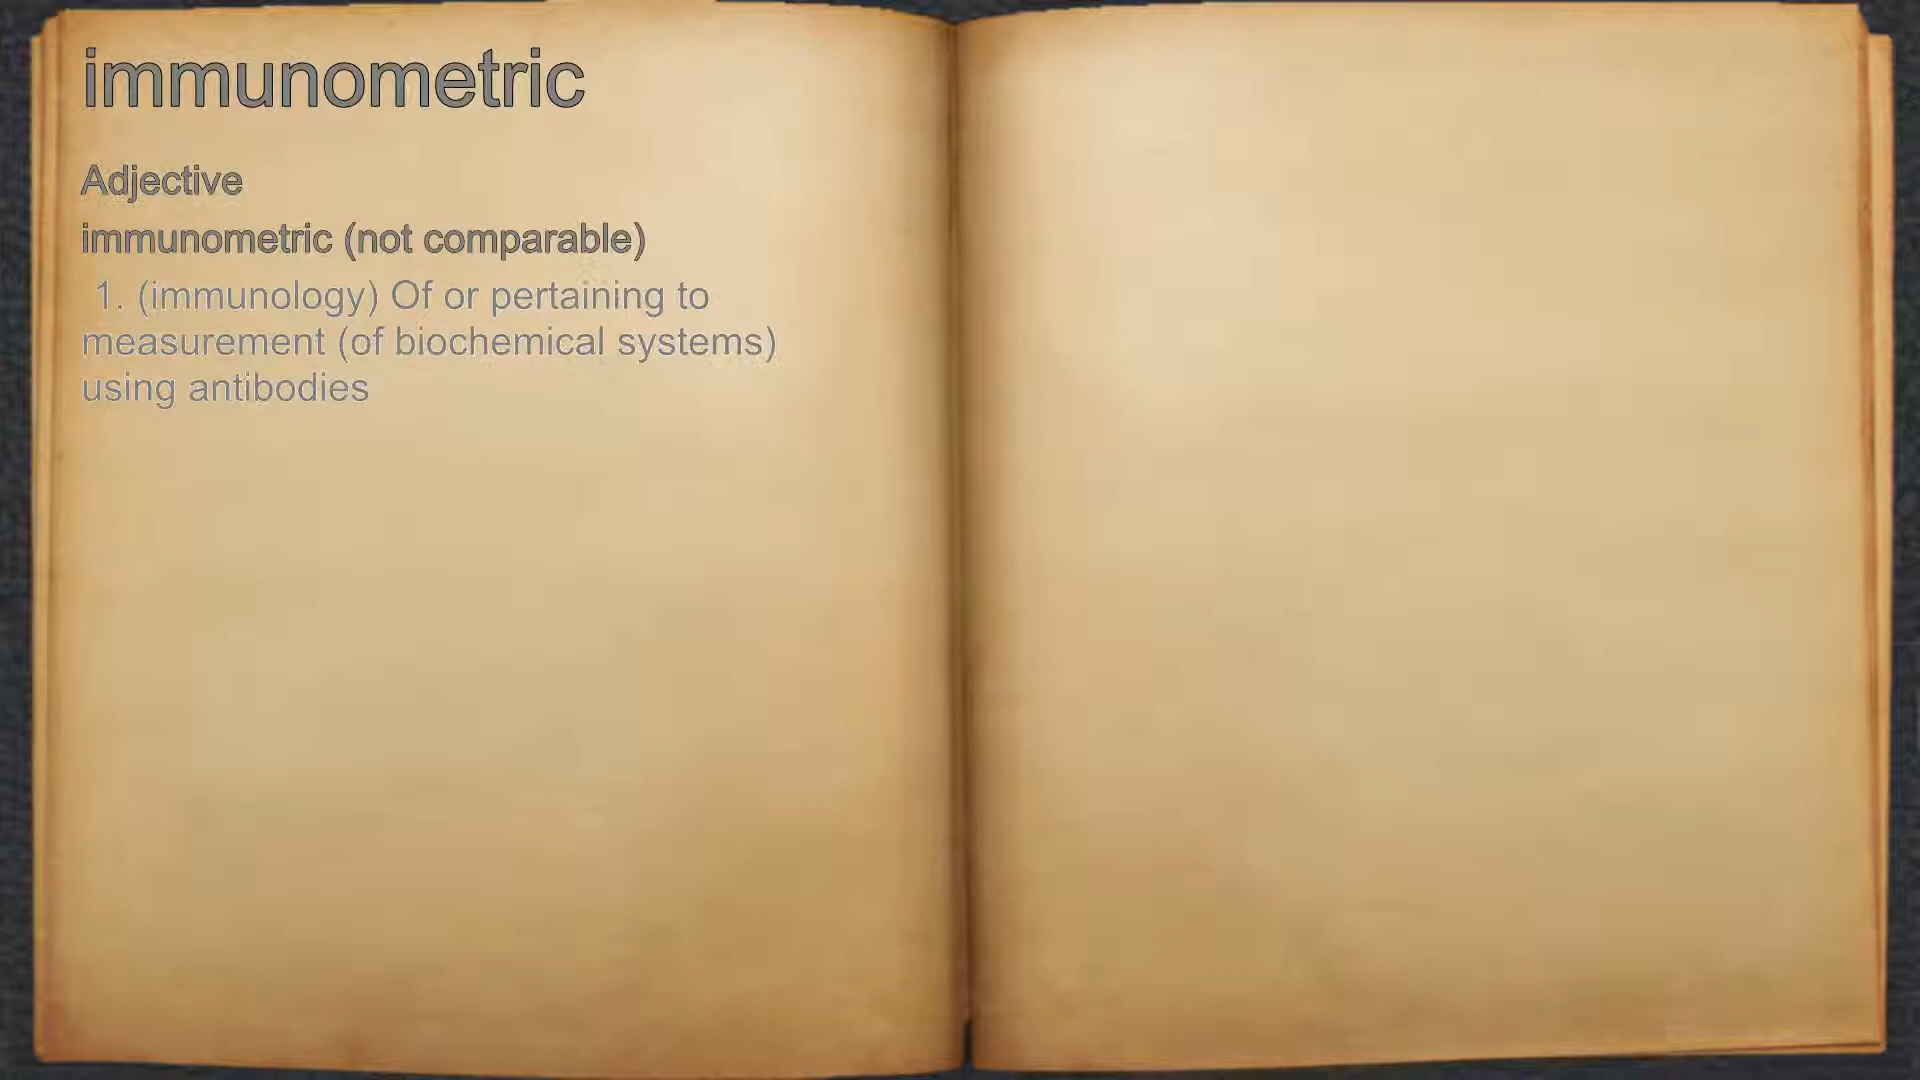 immunometric
Adjective
immunometric (not comparable)
1. (immunology) Of or pertaining to
measurement (of biochemical systems)
using antibodies